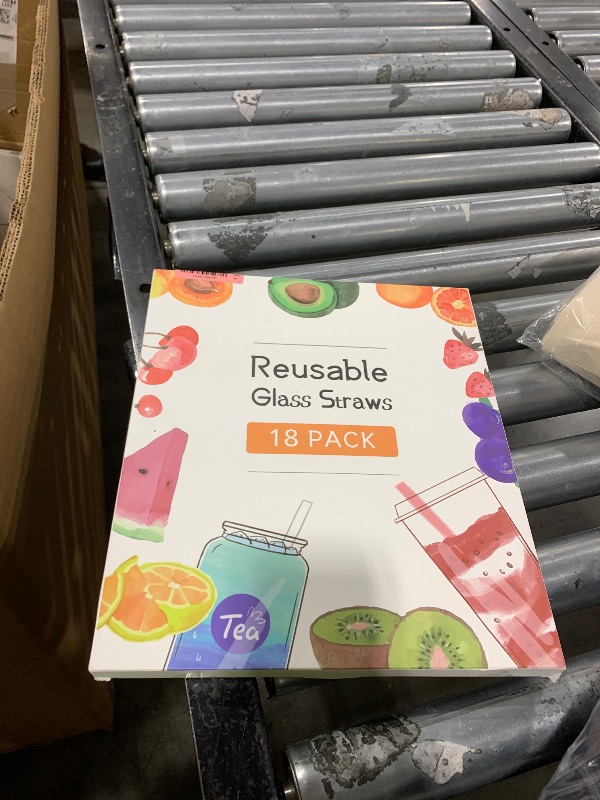 Reusable
Glass Straws
18 PACK
Tea